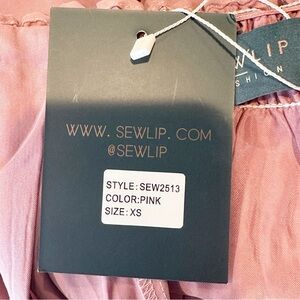 WWW. SEWLIP. COM
@SEWLIP
STYLE: SEW2513
COLOR:PINK
SIZE: XS